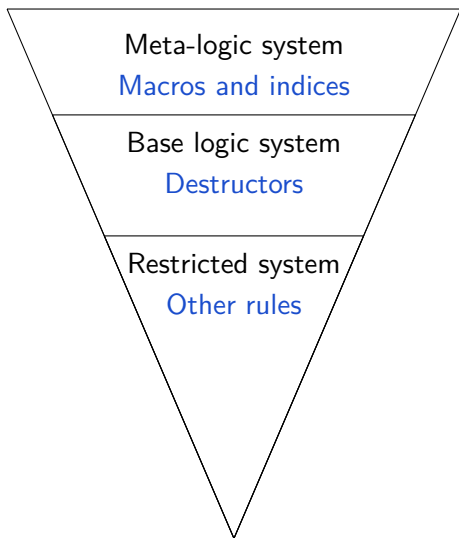 Meta-logic system
Macros and indices
Base logic system
Destructors
Restricted system
Other rules